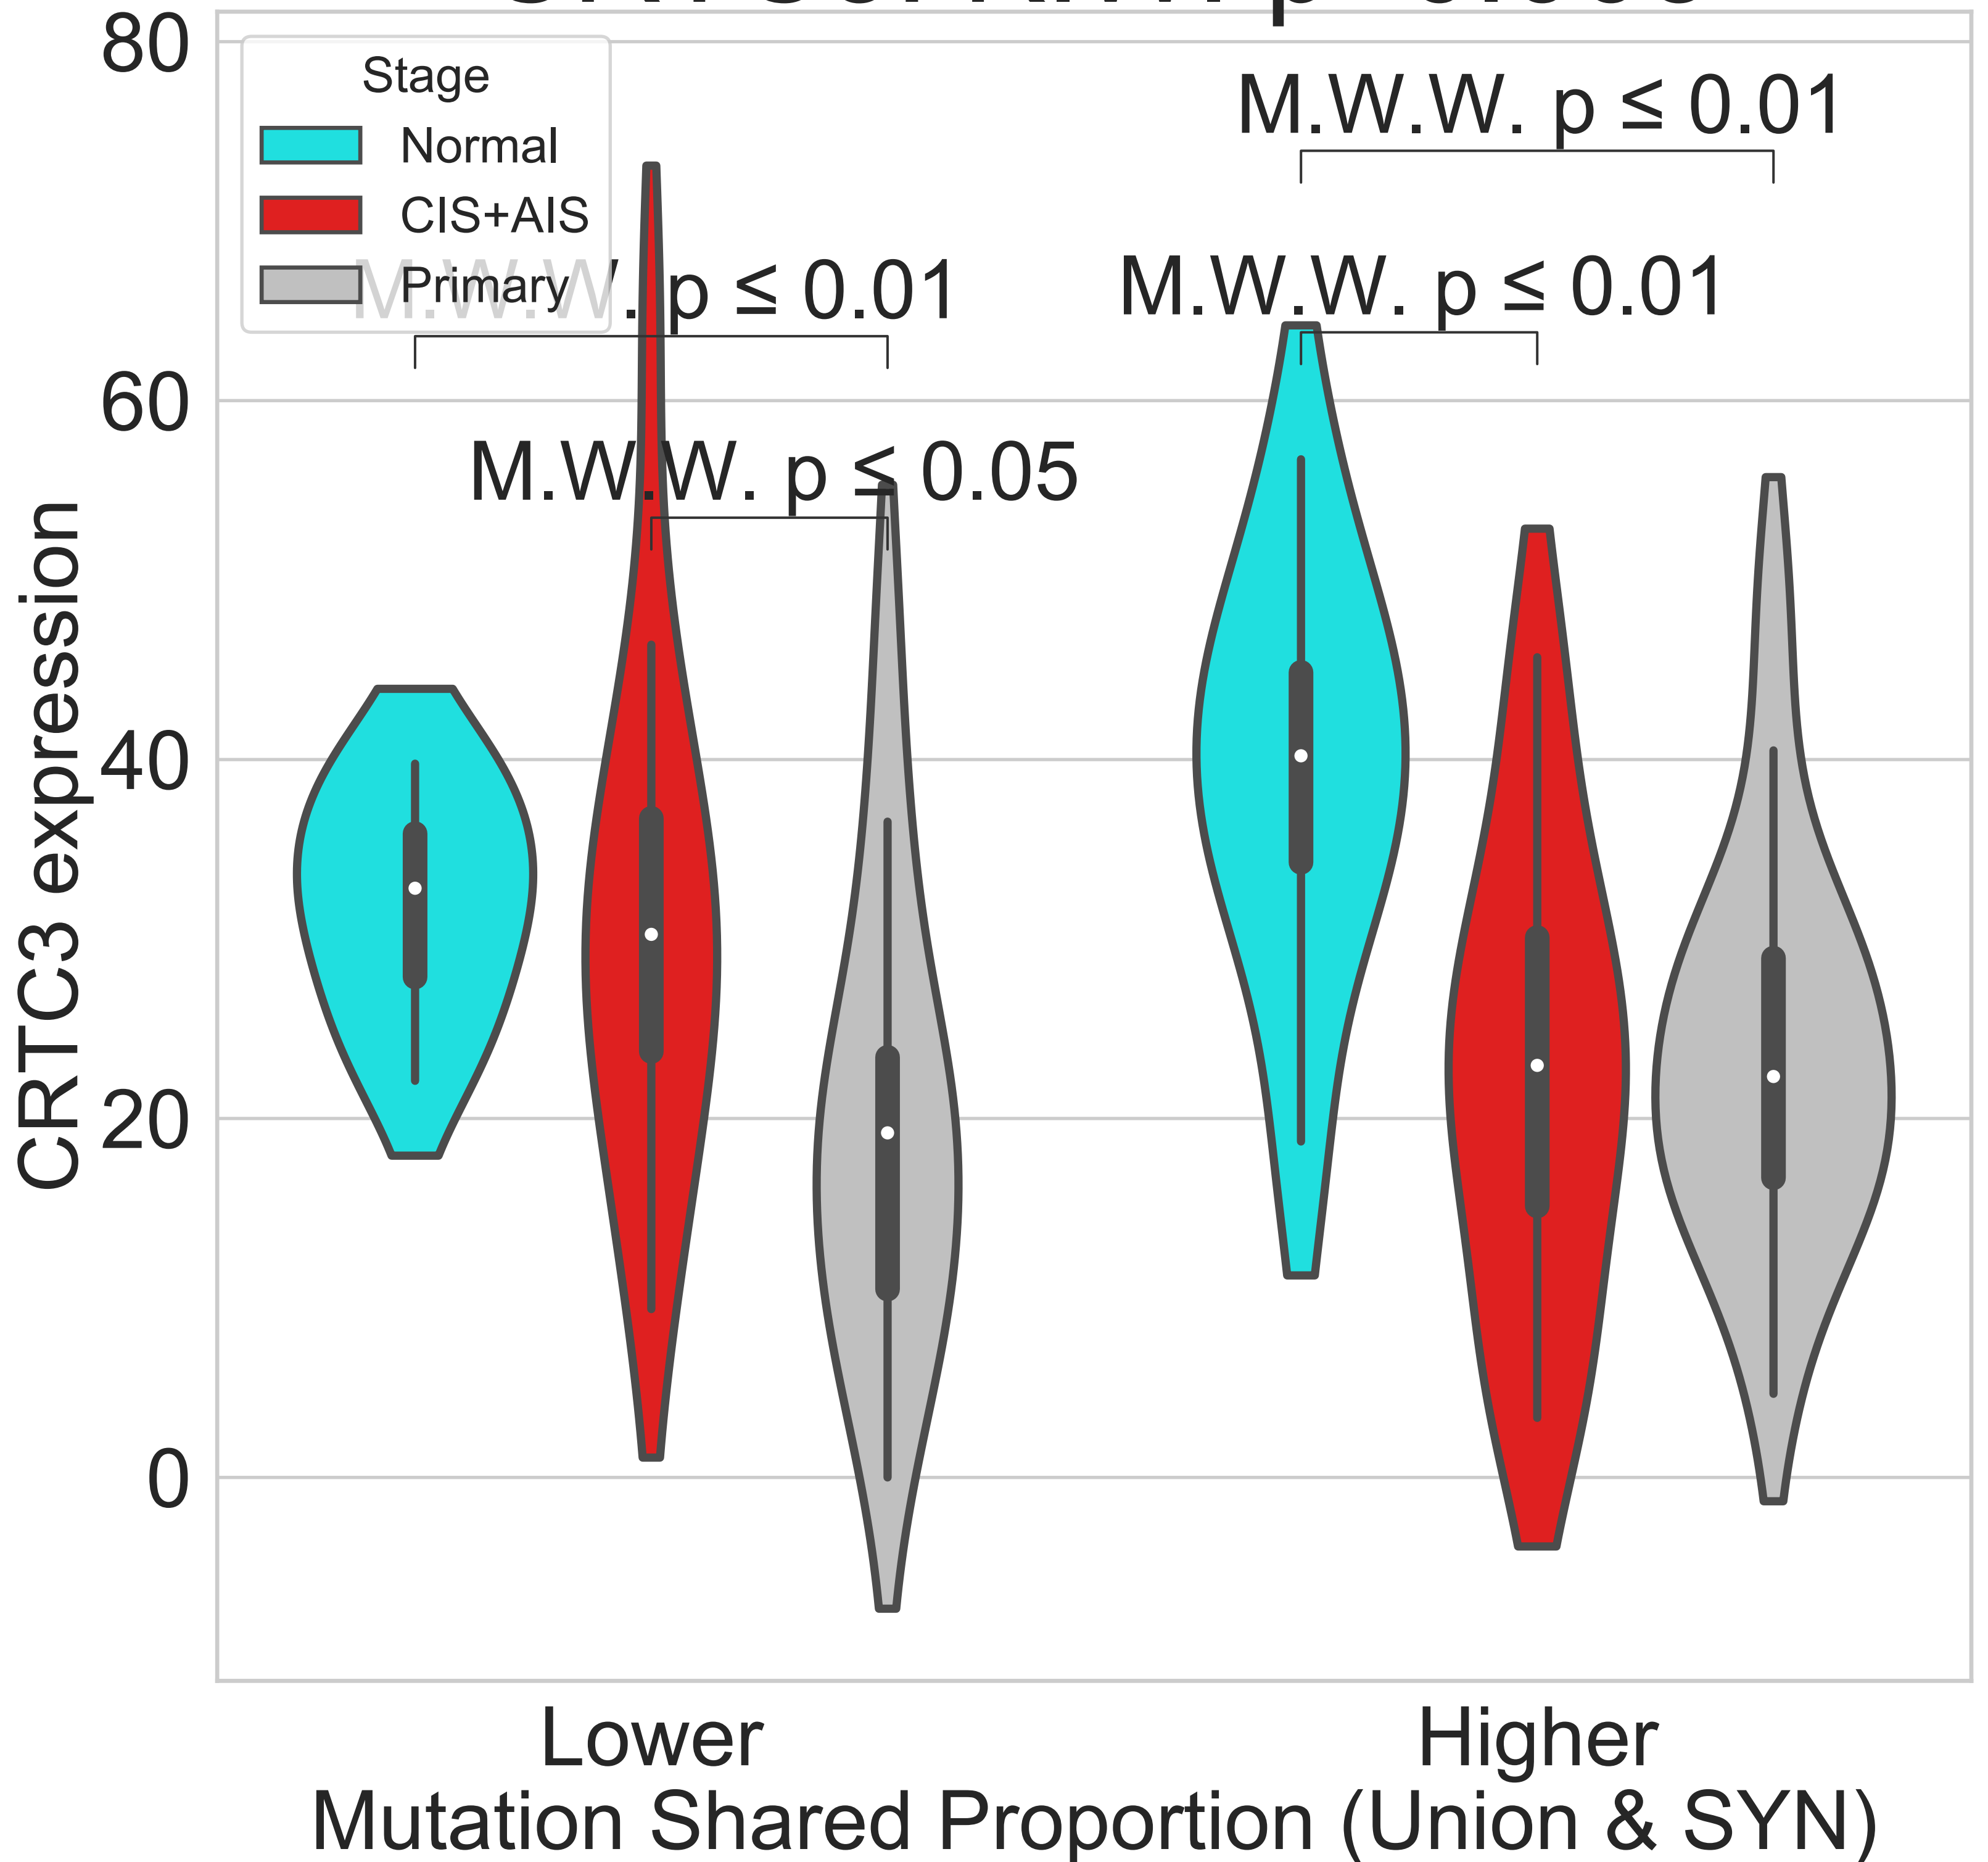 80
Stage
Normal
CIS+AIS
Primary
M.W.W. p ≤ 0.01
M.W.W. p ≤ 0.01
M.W.W. p ≤ 0.01
M.W.W. p ≤ 0.05
60
40
20
0
CRTC3 expression
Lower
Higher
Mutation Shared Proportion (Union & SYN)